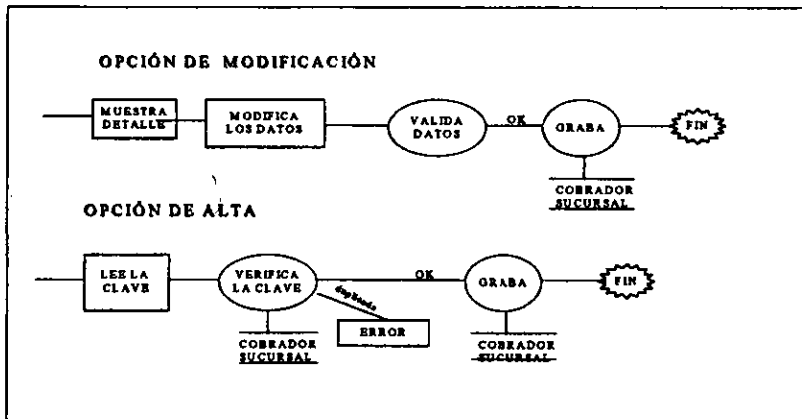 OPCIÓN DE MODIFICACIÓN
MUESTRA
DETALLE
MODIFICA
LOS DATOS
VALIDA
DATOS
OK
GRABA
FIN
COBRADOR
SUCURSAL
OPCIÓN DE ALTA
LEE LA
CLAVE
VERIFICA
LA CLAVE
duplicada
OK
GRABA
FIN
ERROR
COBRADOR
SUCURSAL
COBRADOR
SUCURSAL